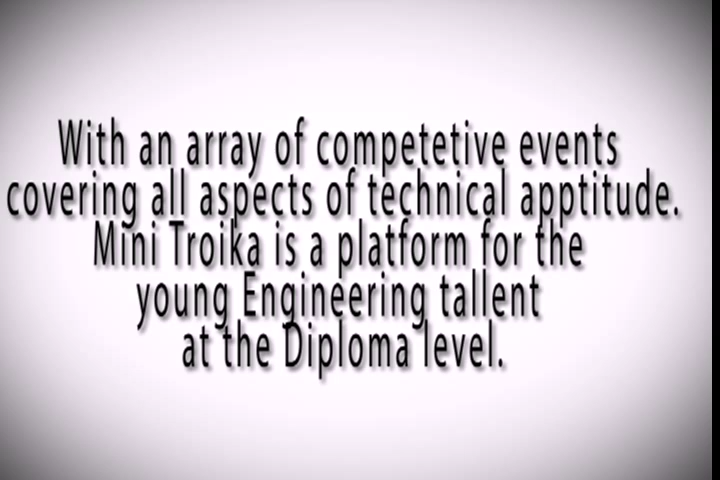 With an array of competetive events
covering all aspects of technical apptitude.
Mini Troika is a platform for the
young Engineering tallent
at the Diploma level.